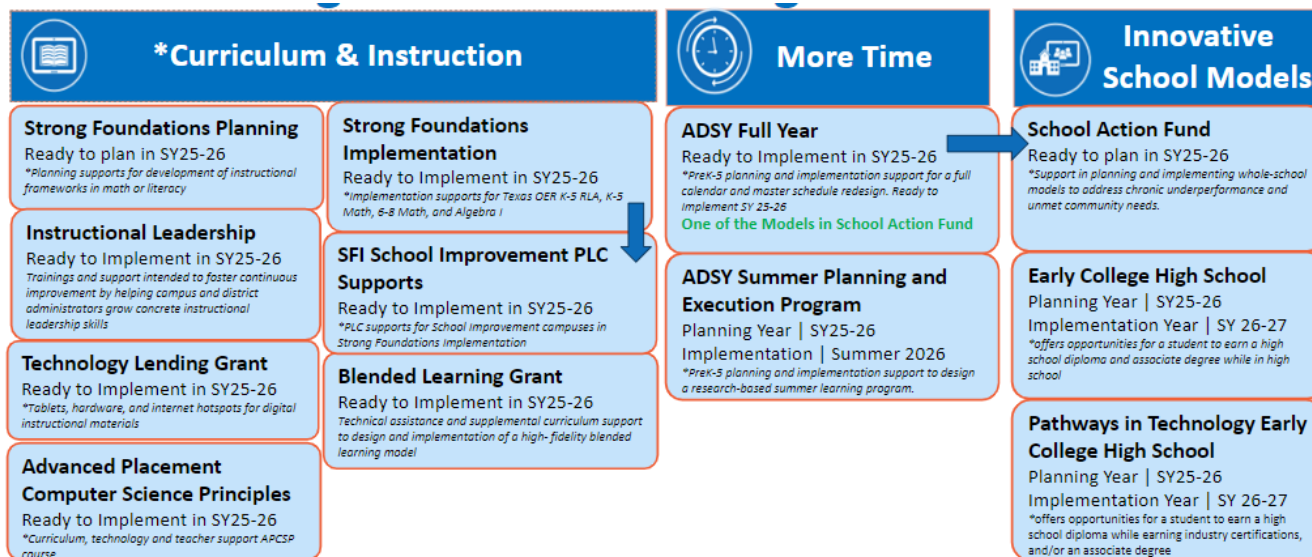 *Curriculum & Instruction
Strong Foundations Planning
Ready to plan in SY25-26
*Planning supports for development of instructional
frameworks in math or literacy
Instructional Leadership
Ready to Implement in SY25-26
Trainings and support intended to foster continuous
improvement by helping campus and district
administrators grow concrete instructional
leadership skills
Technology Lending Grant
Ready to Implement in SY25-26
*Tablets, hardware, and internet hotspots for digital
instructional materials
Advanced Placement
Computer Science Principles
Ready to Implement in SY25-26
*Curriculum, technology and teacher support APCSP
course
Strong Foundations
Implementation
Ready to Implement in SY25-26
*Implementation supports for Texas OER K-5 RLA, K-5
Math, 6-8 Math, and Algebra I
SFI School Improvement PLC
Supports
Ready to Implement in SY25-26
*PLC supports for School Improvement campuses in
Strong Foundations Implementation
Blended Learning Grant
Ready to Implement in SY25-26
Technical assistance and supplemental curriculum support
to design and implementation of a high- fidelity blended
learning model
More Time
ADSY Full Year
Ready to Implement in SY25-26
*PreK-5 planning and implementation support for a full
calendar and master schedule redesign. Ready to
Implement SY 25-26
One of the Models in School Action Fund
ADSY Summer Planning and
Execution Program
Planning Year | SY25-26
Implementation | Summer 2026
*PreK-5 planning and implementation support to design
a research-based summer learning program.
Innovative
School Models
School Action Fund
Ready to plan in SY25-26
*Support in planning and implementing whole-school
models to address chronic underperformance and
unmet community needs.
Early College High School
Planning Year | SY25-26
Implementation Year | SY 26-27
*offers opportunities for a student to earn a high
school diploma and associate degree while in high
school
Pathways in Technology Early
College High School
Planning Year | SY25-26
Implementation Year | SY 26-27
*offers opportunities for a student to earn a high
school diploma while earning industry certifications,
and/or an associate degree